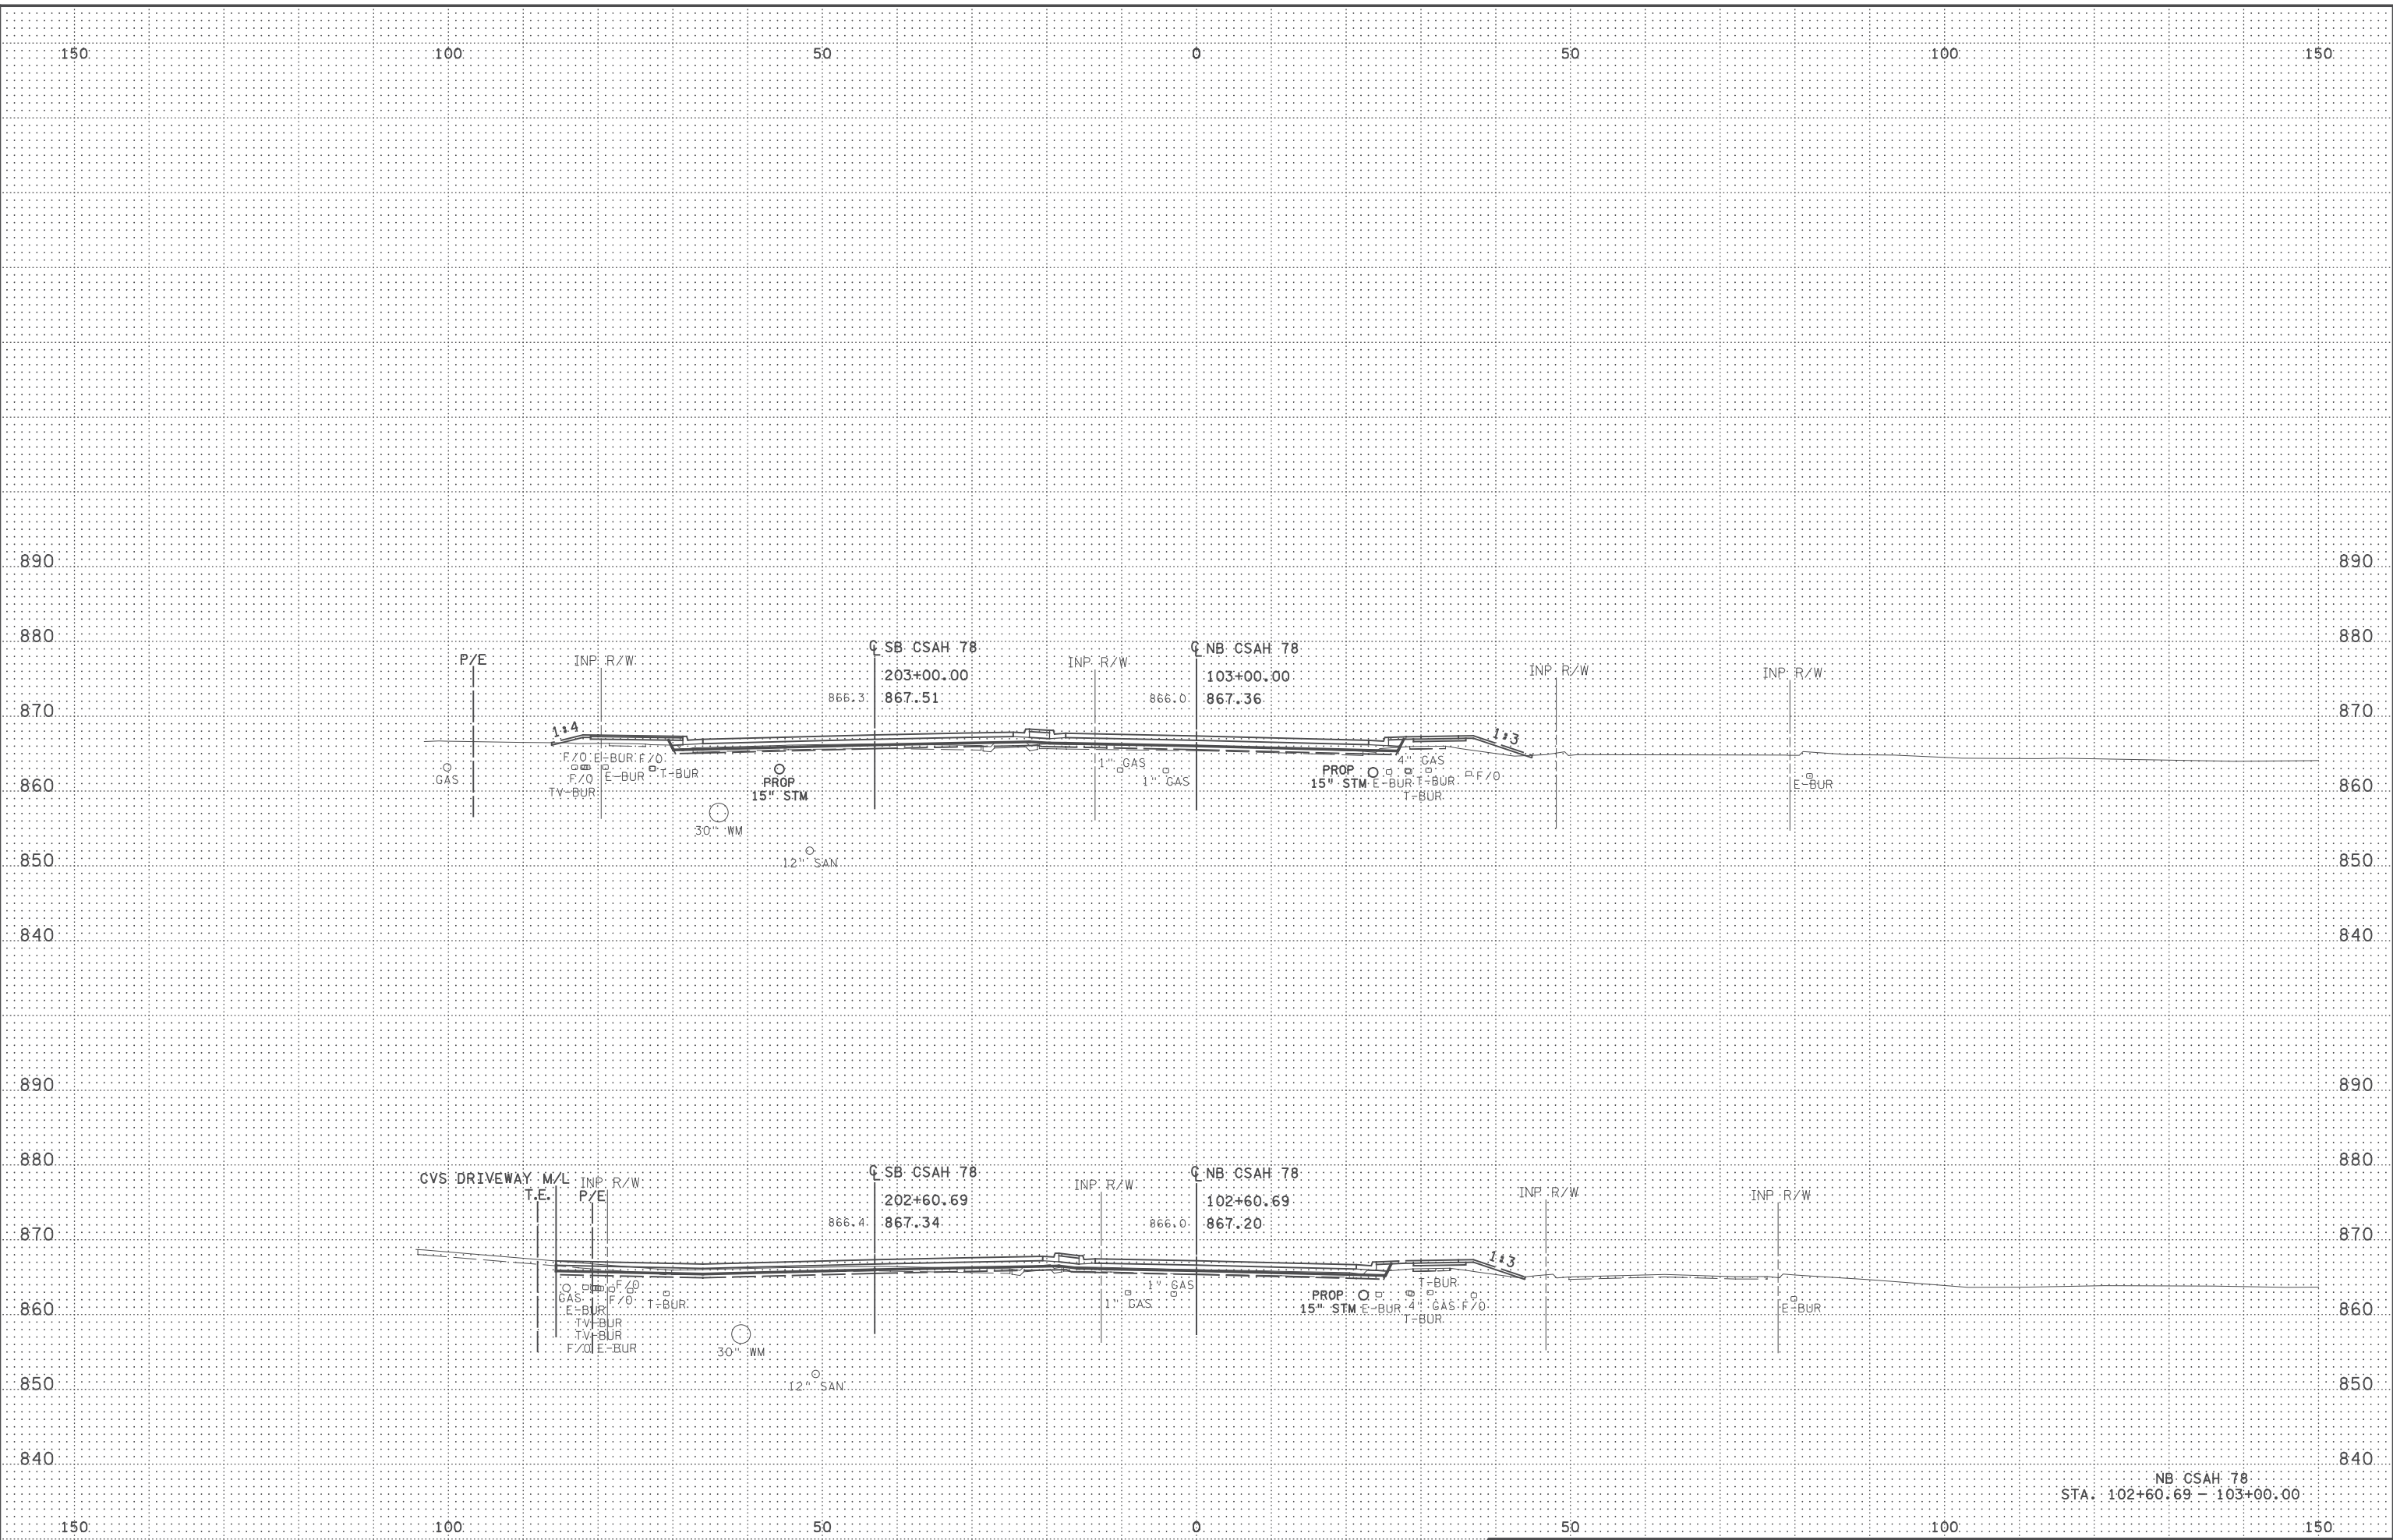 150 100 50 0 50 100 150
890 890
880 880
P/E INP R/W ℄ SB CSAH 78 INP R/W ℄ NB CSAH 78 INP R/W INP R/W
203+00.00 103+00.00
866.3 867.51 866.0 867.36
870 870
1:4 1:3
F/O E-BUR F/O 1" GAS 4" GAS
GAS F/O E-BUR T-BUR PROP 1" GAS PROP T-BUR F/O
TV-BUR 15" STM 15" STM E-BUR E-BUR
T-BUR
860 860
30" WM
12" SAN
850 850
840 840
890 890
880 880
CVS DRIVEWAY M/L INP R/W ℄ SB CSAH 78 INP R/W ℄ NB CSAH 78 INP R/W INP R/W
T.E. P/E
202+60.69 102+60.69
866.4 867.34 866.0 867.20
870 870
1:3
F/O 1" GAS T-BUR
GAS F/O T-BUR 1" GAS PROP 4" GAS F/O
E-BUR 15" STM E-BUR E-BUR
TV-BUR T-BUR
TV-BUR
F/O E-BUR
860 860
30" WM
12" SAN
850 850
840 840
NB CSAH 78
STA. 102+60.69 - 103+00.00
150 100 50 0 50 100 150